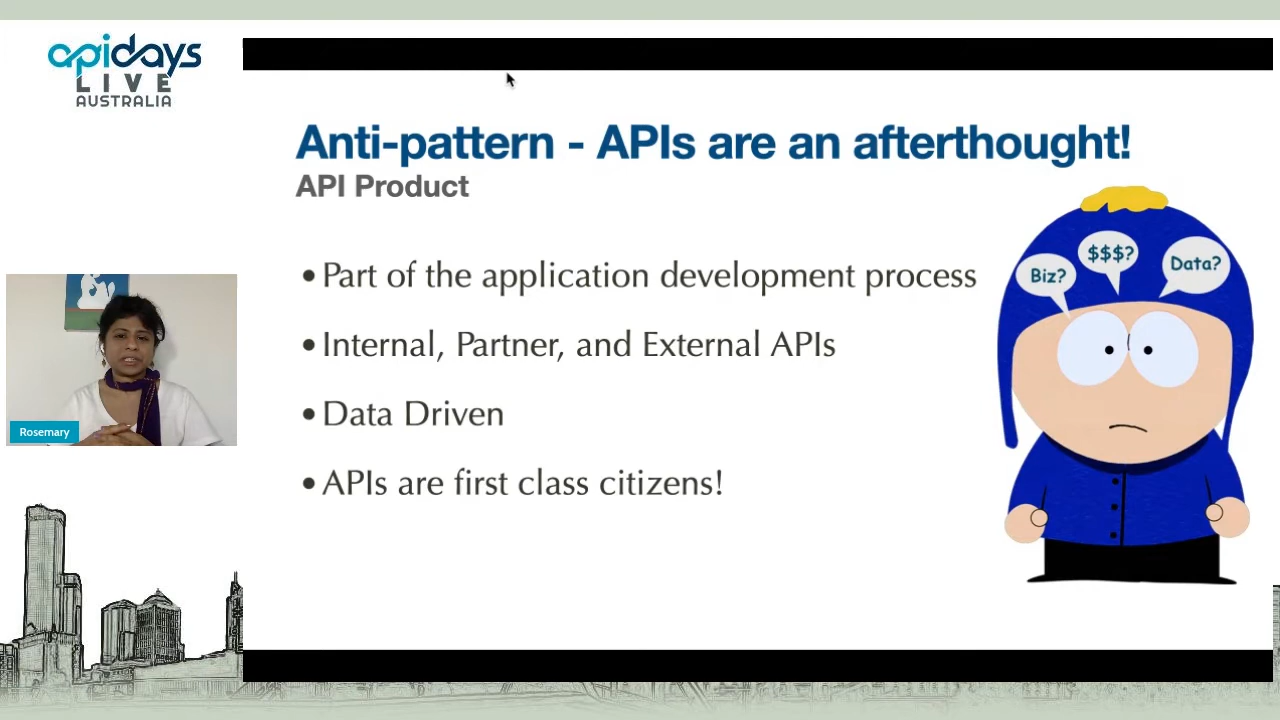 apidays
LIVE
AUSTRALIA
Anti-pattern - APIs are an afterthought!
API Product
•Part of the application development process
•Internal, Partner, and External APIs
•Data Driven
•APIs are first class citizens!
Biz?
$$$?
Data?
Rosemary